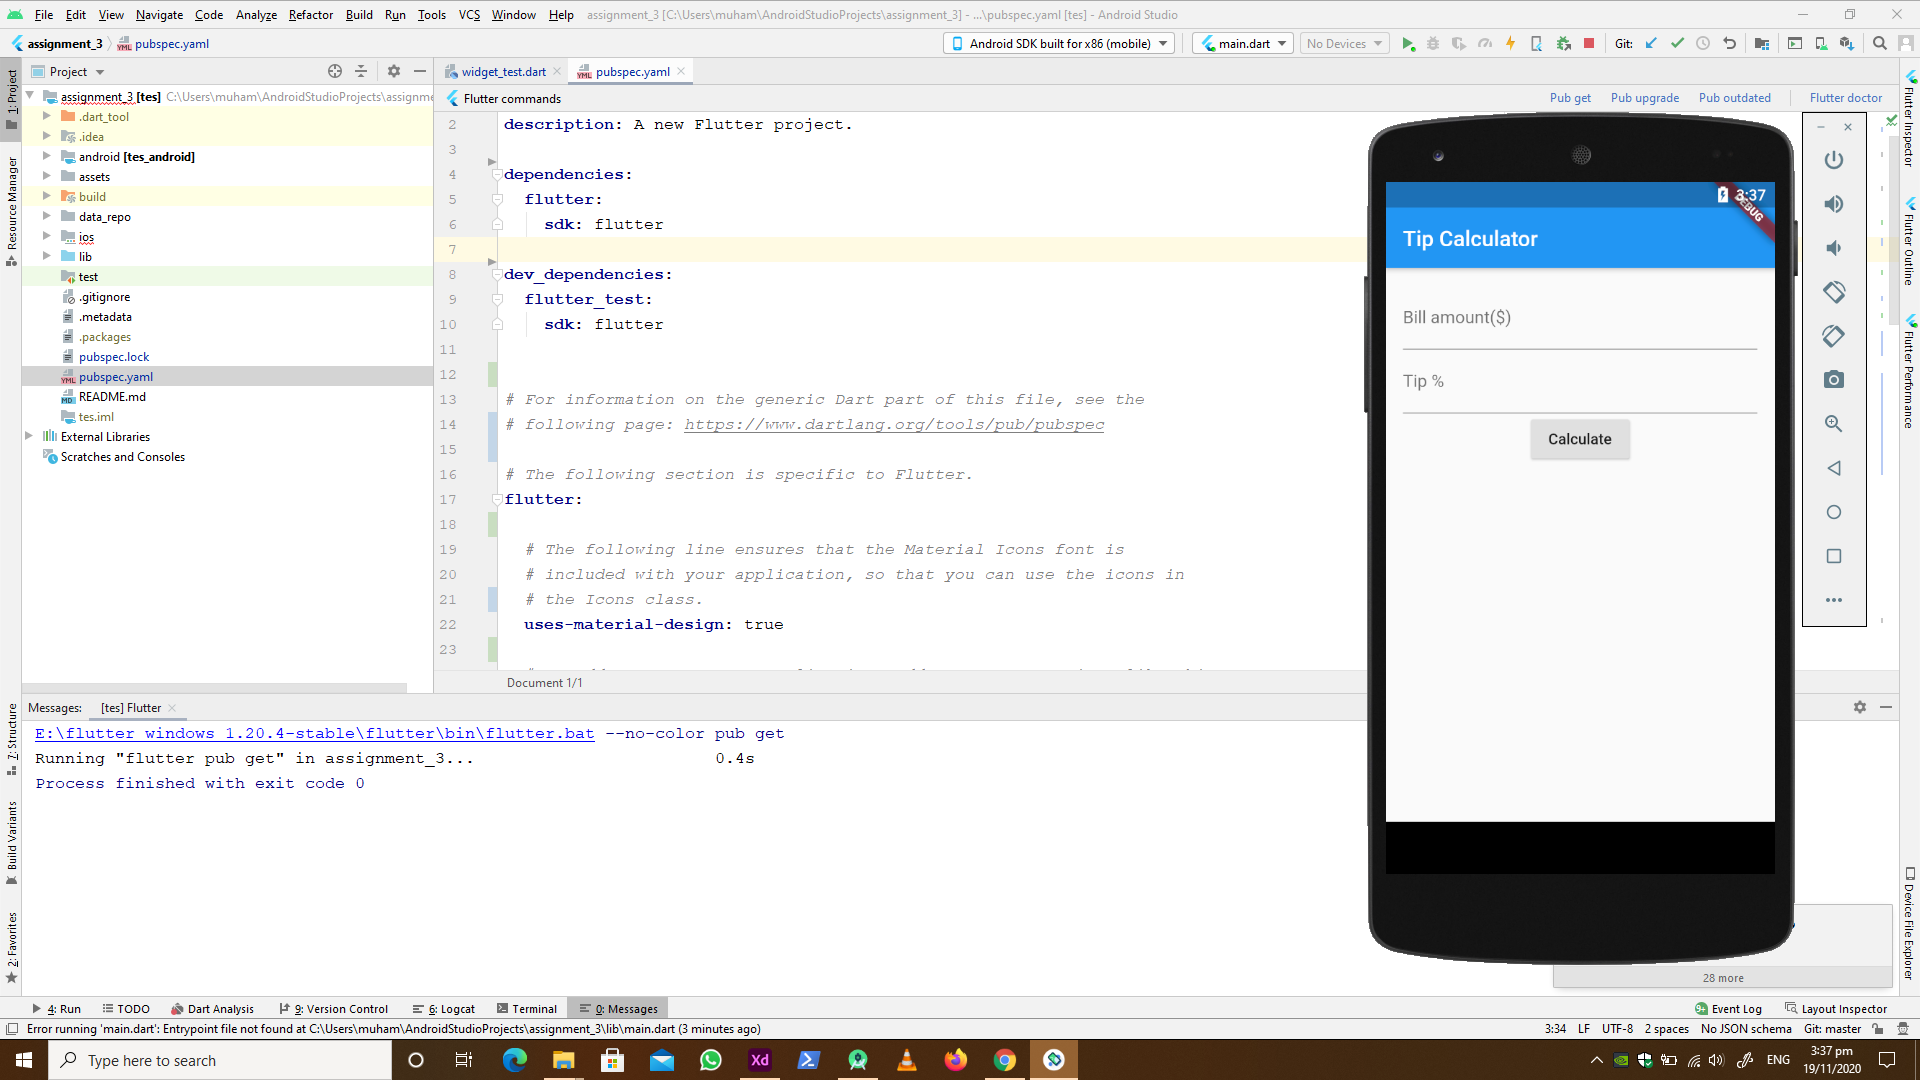 File Edit View Navigate Code Analyze Refactor Build Run Tools VCS Window Help assignment_3 [C:\Users\muham\AndroidStudioProjects\assignment_3] - ...\pubspec.yaml [tes] - Android Studio
assignment_3 pubspec.yaml Android SDK built for x86 (mobile) main.dart No Devices Git:
Project
widget_test.dart pubspec.yaml
1: Project
Resource Manager
7: Structure
Build Variants
2: Favorites
assignment_3 [tes] C:\Users\muham\AndroidStudioProjects\assignme
.dart_tool
.idea
android [tes_android]
assets
build
data_repo
ios
lib
test
.gitignore
.metadata
.packages
pubspec.lock
pubspec.yaml
README.md
tes.iml
External Libraries
Scratches and Consoles
Flutter commands Pub get Pub upgrade Pub outdated Flutter doctor
2 description: A new Flutter project.
3
4 dependencies:
5 flutter:
6 sdk: flutter
7
8 dev_dependencies:
9 flutter_test:
10 sdk: flutter
11
12
13 # For information on the generic Dart part of this file, see the
14 # following page: https://www.dartlang.org/tools/pub/pubspec
15
16 # The following section is specific to Flutter.
17 flutter:
18
19 # The following line ensures that the Material Icons font is
20 # included with your application, so that you can use the icons in
21 # the Icons class.
22 uses-material-design: true
23
Document 1/1
3:37
DEBUG
Tip Calculator
Bill amount($)
Tip %
Calculate
Flutter Inspector
Flutter Outline
Flutter Performance
Device File Explorer
Messages: [tes] Flutter
E:\flutter_windows_1.20.4-stable\flutter\bin\flutter.bat --no-color pub get
Running "flutter pub get" in assignment_3... 0.4s
Process finished with exit code 0
28 more
4: Run TODO Dart Analysis 9: Version Control 6: Logcat Terminal 0: Messages Event Log Layout Inspector
Error running 'main.dart': Entrypoint file not found at C:\Users\muham\AndroidStudioProjects\assignment_3\lib\main.dart (3 minutes ago) 3:34 LF UTF-8 2 spaces No JSON schema Git: master
Type here to search
Xd
ENG
3:37 pm
19/11/2020